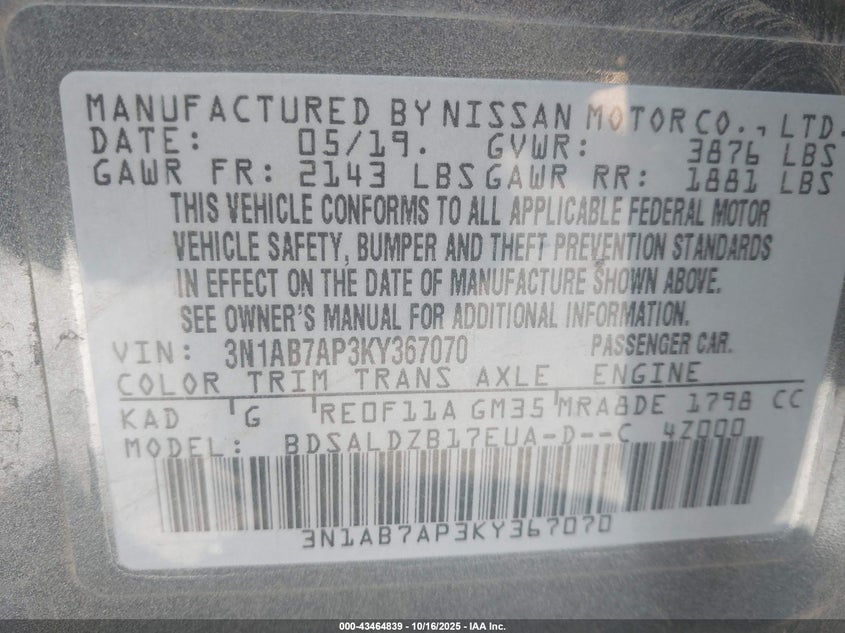 MANUFACTURED BY NISSAN MOTOR CO., LTD.
DATE: 05/19. GVWR: 3876 LBS
GAWR FR: 2143 LBS GAWR RR: 1881 LBS
THIS VEHICLE CONFORMS TO ALL APPLICABLE FEDERAL MOTOR
VEHICLE SAFETY, BUMPER AND THEFT PREVENTION STANDARDS
IN EFFECT ON THE DATE OF MANUFACTURE SHOWN ABOVE.
SEE OWNER'S MANUAL FOR ADDITIONAL INFORMATION.
VIN: 3N1AB7AP3KY367070 PASSENGER CAR.
COLOR TRIM TRANS AXLE ENGINE
KAD G RE0F11A GM35 MRA8DE 1798 CC
MODEL: BDSALDZB17EUA-D--C 4Z000
3N1AB7AP3KY367070
000-43464839 | 10/16/2025 - IAA Inc.